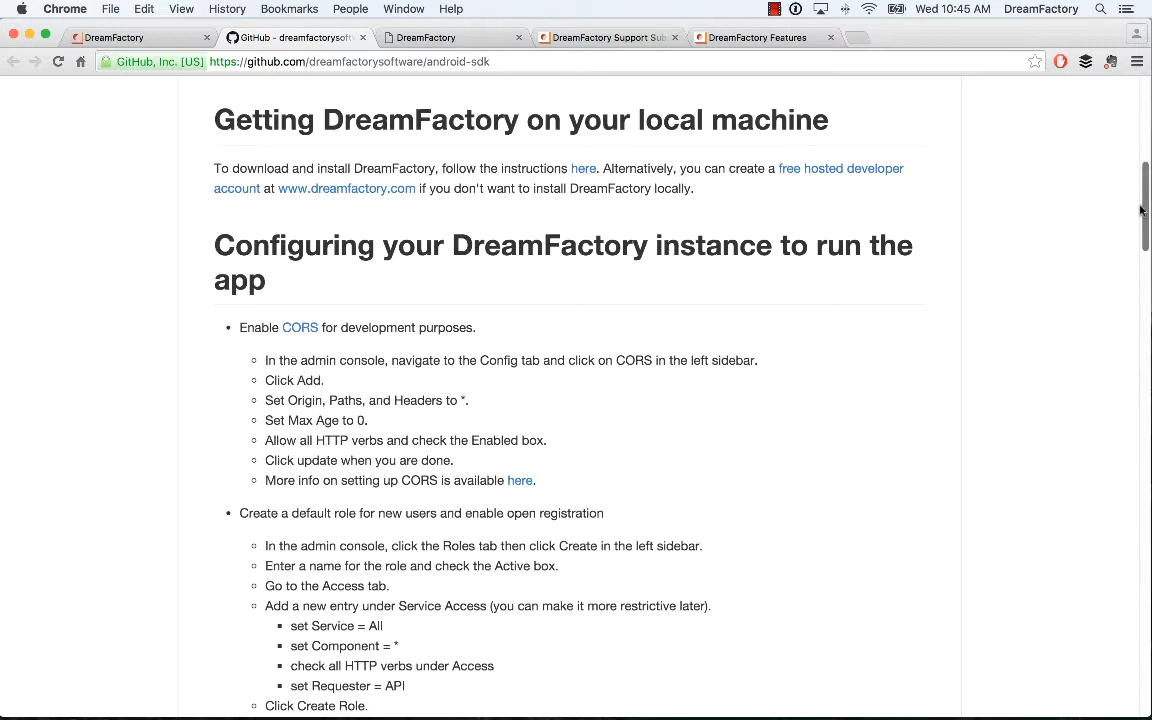 Chrome File Edit View History Bookmarks People Window Help Wed 10:45 AM DreamFactory
DreamFactory × GitHub - dreamfactorysoft × DreamFactory × DreamFactory Support Sub × DreamFactory Features ×
GitHub, Inc. [US] https://github.com/dreamfactorysoftware/android-sdk
Getting DreamFactory on your local machine
To download and install DreamFactory, follow the instructions here. Alternatively, you can create a free hosted developer
account at www.dreamfactory.com if you don't want to install DreamFactory locally.
Configuring your DreamFactory instance to run the
app
• Enable CORS for development purposes.
◦ In the admin console, navigate to the Config tab and click on CORS in the left sidebar.
◦ Click Add.
◦ Set Origin, Paths, and Headers to *.
◦ Set Max Age to 0.
◦ Allow all HTTP verbs and check the Enabled box.
◦ Click update when you are done.
◦ More info on setting up CORS is available here.
• Create a default role for new users and enable open registration
◦ In the admin console, click the Roles tab then click Create in the left sidebar.
◦ Enter a name for the role and check the Active box.
◦ Go to the Access tab.
◦ Add a new entry under Service Access (you can make it more restrictive later).
▪ set Service = All
▪ set Component = *
▪ check all HTTP verbs under Access
▪ set Requester = API
◦ Click Create Role.